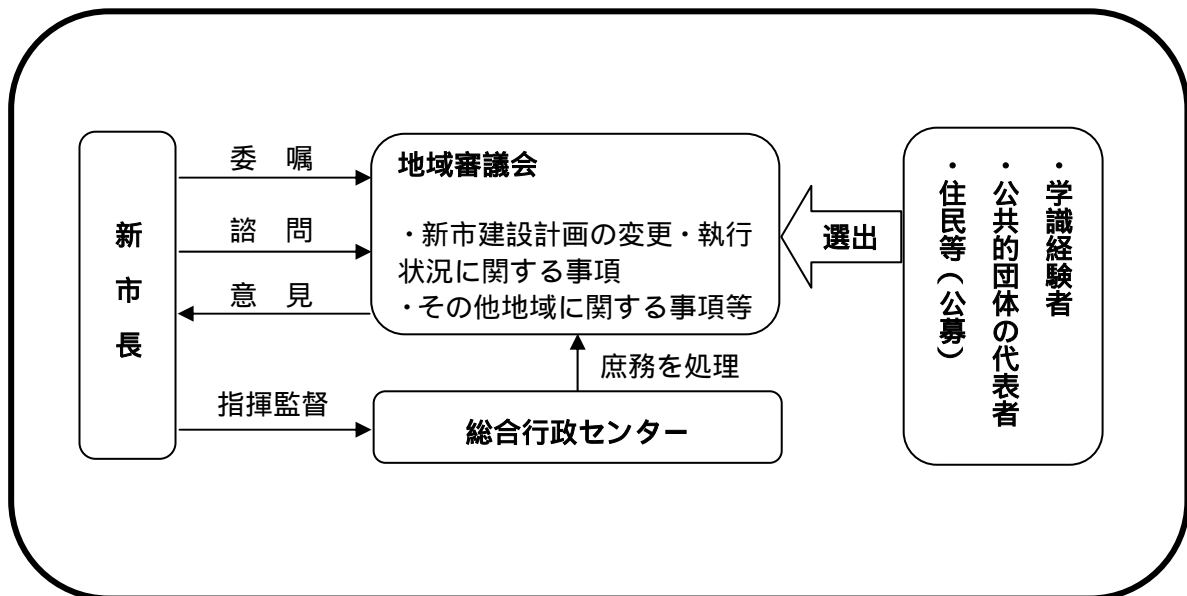 新市長
委　嘱
諮　問
意　見
指揮監督
地域審議会
・新市建設計画の変更・執行
状況に関する事項
・その他地域に関する事項等
庶務を処理
総合行政センター
選出
・学識経験者
・公共的団体の代表者
・住民等（公募）